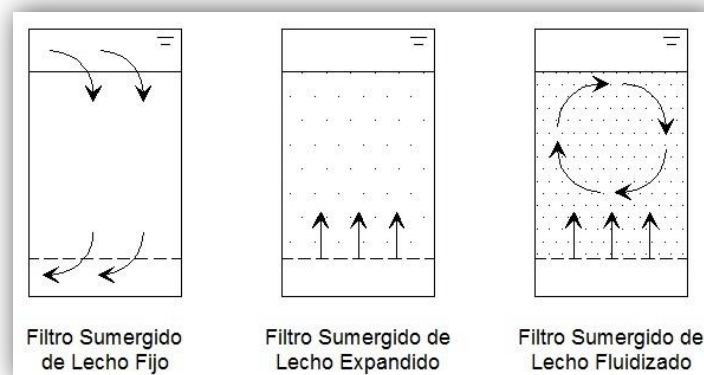 Filtro Sumergido
de Lecho Fijo
Filtro Sumergido de
Lecho Expandido
Filtro Sumergido de
Lecho Fluidizado